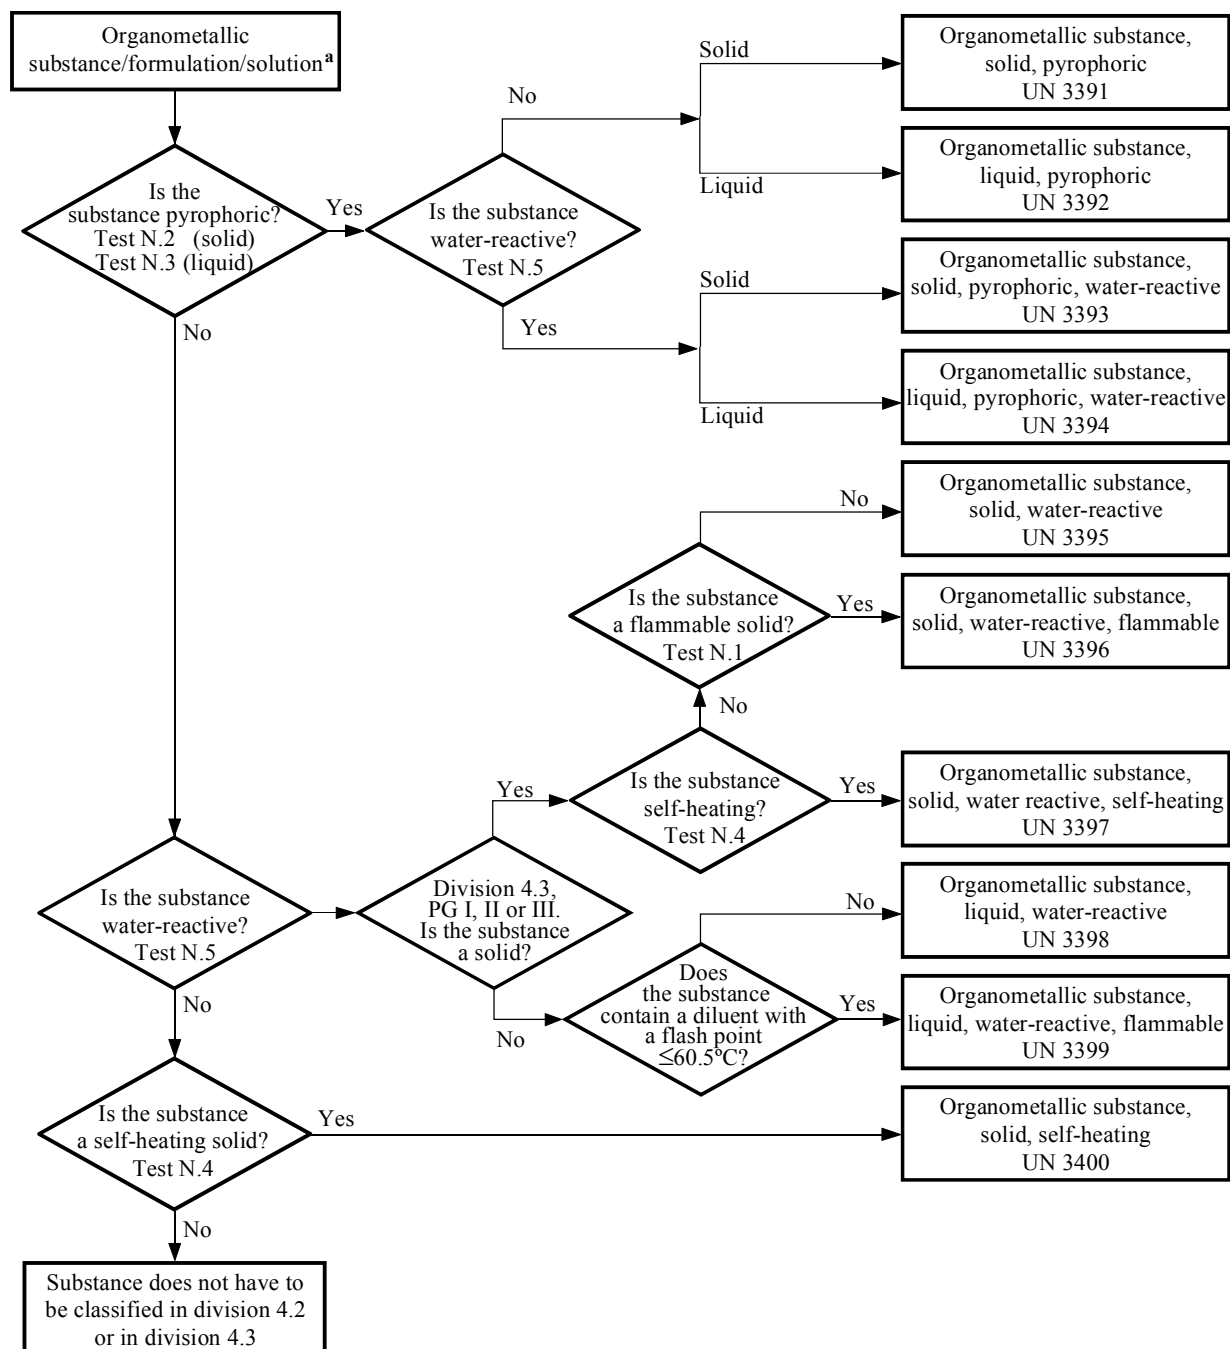 Organometallic
substance/formulation/solutionᵃ
Is the
substance pyrophoric?
Test N.2 (solid)
Test N.3 (liquid)
Yes
No
Is the substance
water-reactive?
Test N.5
No
Yes
Solid
Liquid
Solid
Liquid
Organometallic substance,
solid, pyrophoric
UN 3391
Organometallic substance,
liquid, pyrophoric
UN 3392
Organometallic substance,
solid, pyrophoric, water-reactive
UN 3393
Organometallic substance,
liquid, pyrophoric, water-reactive
UN 3394
No
Organometallic substance,
solid, water-reactive
UN 3395
Is the substance
a flammable solid?
Test N.1
Yes
Organometallic substance,
solid, water-reactive, flammable
UN 3396
No
Is the substance
self-heating?
Test N.4
Yes
Organometallic substance,
solid, water reactive, self-heating
UN 3397
Yes
Is the substance
water-reactive?
Test N.5
Division 4.3,
PG I, II or III.
Is the substance
a solid?
No
Organometallic substance,
liquid, water-reactive
UN 3398
No
No
Does
the substance
contain a diluent with
a flash point
≤60.5ºC?
Yes
Organometallic substance,
liquid, water-reactive, flammable
UN 3399
Is the substance
a self-heating solid?
Test N.4
Yes
Organometallic substance,
solid, self-heating
UN 3400
No
Substance does not have to
be classified in division 4.2
or in division 4.3